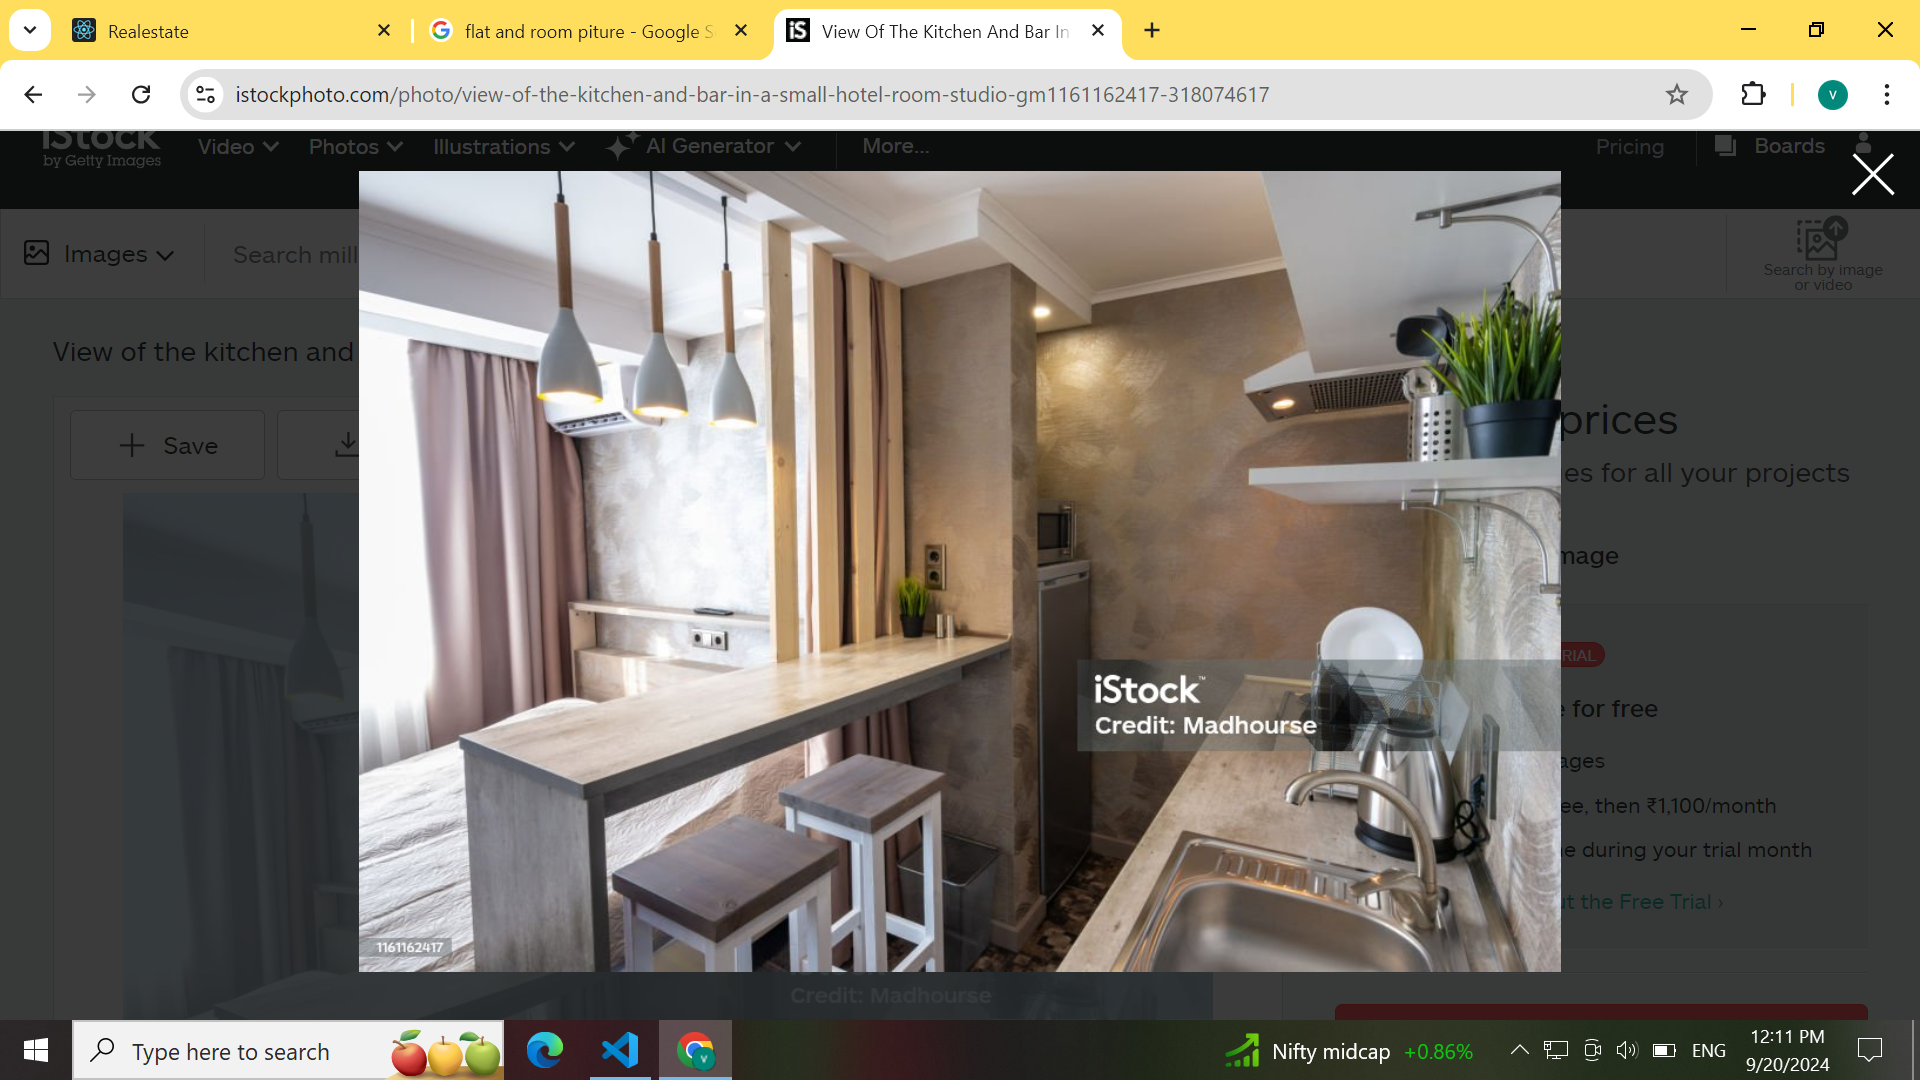 Realestate
flat and room piture - Google S
iS
View Of The Kitchen And Bar In
istockphoto.com/photo/view-of-the-kitchen-and-bar-in-a-small-hotel-room-studio-gm1161162417-318074617
V
iStock
by Getty Images
Video
Photos
Illustrations
AI Generator
More...
Pricing
Boards
Images
Search mill
Search by image
or video
View of the kitchen and
Save
prices
es for all your projects
mage
RIAL
e for free
ages
ee, then ₹1,100/month
ne during your trial month
ut the Free Trial ›
iStock™
Credit: Madhourse
1161162417
Credit: Madhourse
Type here to search
V
Nifty midcap +0.86%
ENG
12:11 PM
9/20/2024